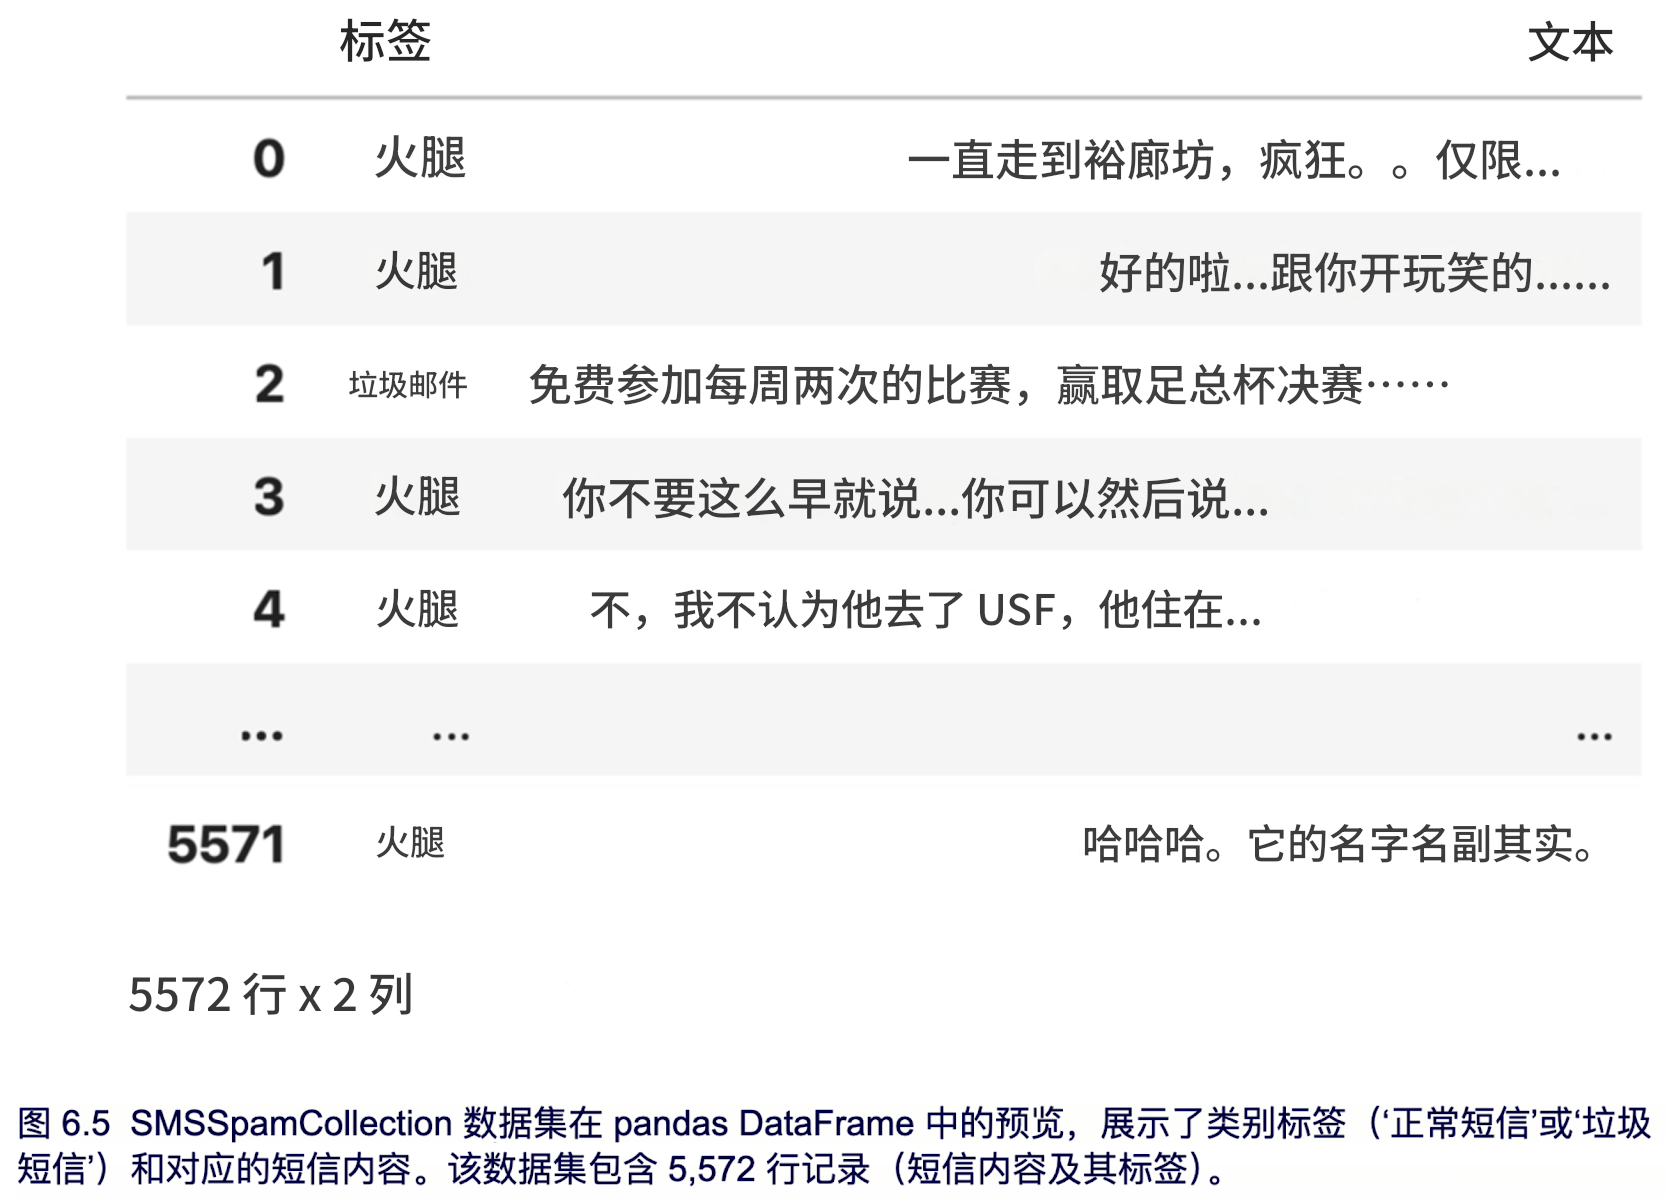 标签 文本
0 火腿 一直走到裕廊坊，疯狂。。仅限...
1 火腿 好的啦...跟你开玩笑的......
2 垃圾邮件 免费参加每周两次的比赛，赢取足总杯决赛……
3 火腿 你不要这么早就说...你可以然后说...
4 火腿 不，我不认为他去了 USF，他住在...
... ... ...
5571 火腿 哈哈哈。它的名字名副其实。
5572 行 x 2 列
图 6.5 SMSSpamCollection 数据集在 pandas DataFrame 中的预览，展示了类别标签（‘正常短信’或‘垃圾
短信’）和对应的短信内容。该数据集包含 5,572 行记录（短信内容及其标签）。